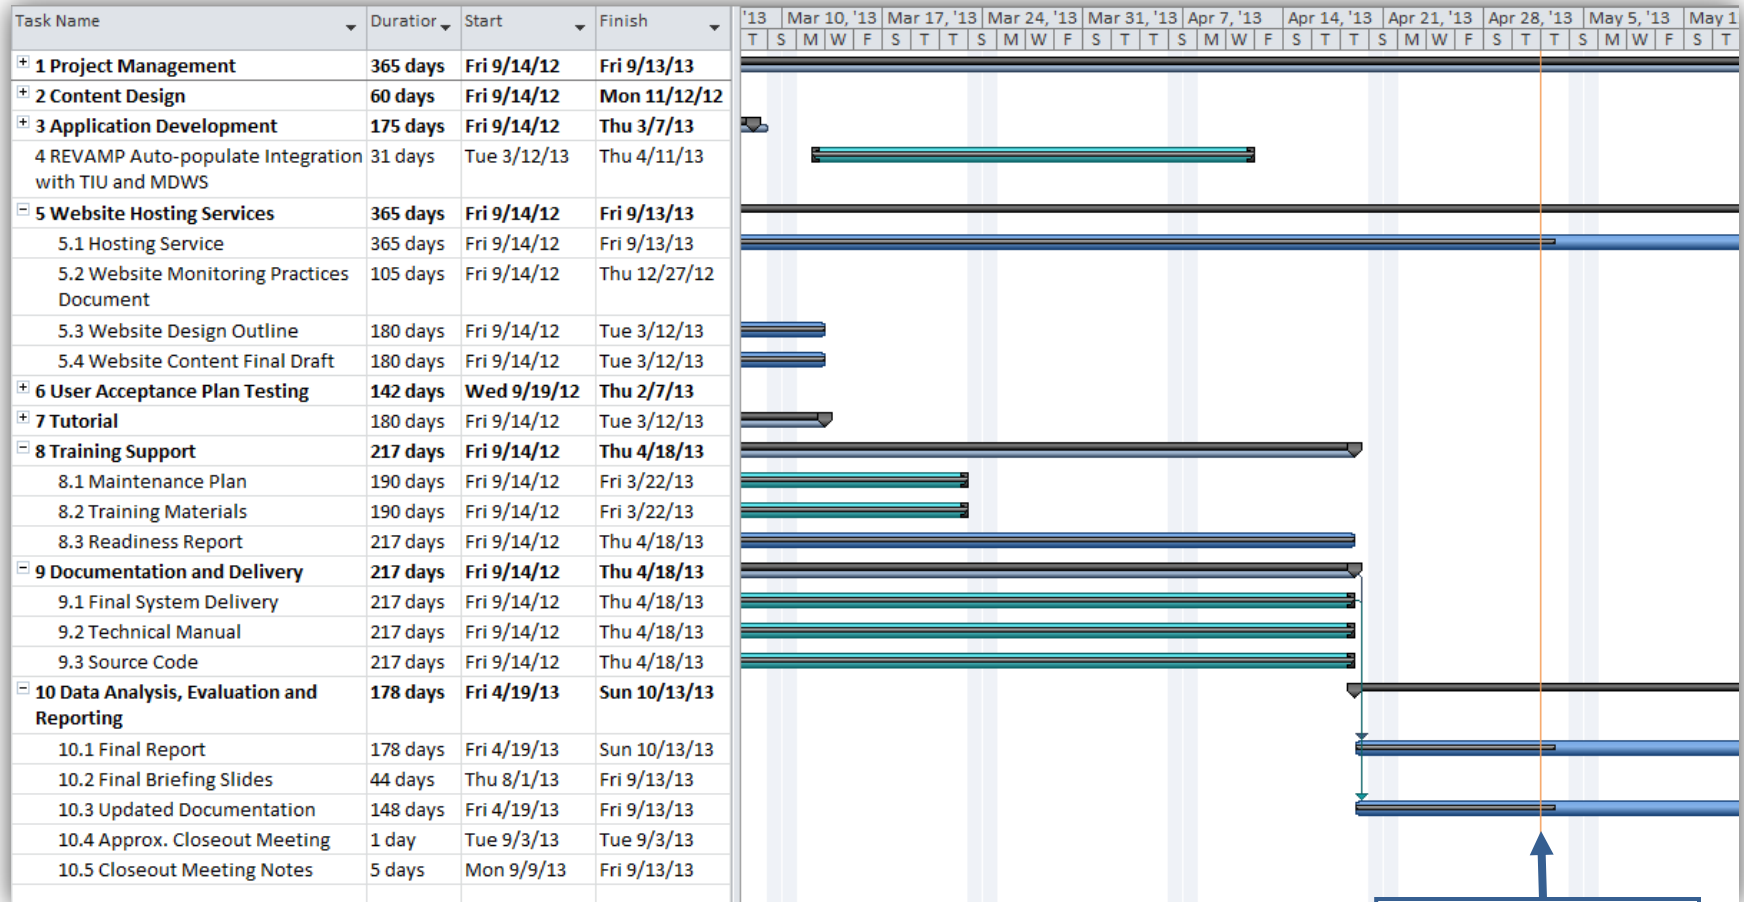 Task Name Duration Start Finish '13 Mar 10, '13 Mar 17, '13 Mar 24, '13 Mar 31, '13 Apr 7, '13 Apr 14, '13 Apr 21, '13 Apr 28, '13 May 5, '13 May 1
T S M W F S T T S M W F S T T S M W F S T T S M W F S T T S M W F S T
1 Project Management 365 days Fri 9/14/12 Fri 9/13/13
2 Content Design 60 days Fri 9/14/12 Mon 11/12/12
3 Application Development 175 days Fri 9/14/12 Thu 3/7/13
4 REVAMP Auto-populate Integration 31 days Tue 3/12/13 Thu 4/11/13
with TIU and MDWS
5 Website Hosting Services 365 days Fri 9/14/12 Fri 9/13/13
5.1 Hosting Service 365 days Fri 9/14/12 Fri 9/13/13
5.2 Website Monitoring Practices 105 days Fri 9/14/12 Thu 12/27/12
Document
5.3 Website Design Outline 180 days Fri 9/14/12 Tue 3/12/13
5.4 Website Content Final Draft 180 days Fri 9/14/12 Tue 3/12/13
6 User Acceptance Plan Testing 142 days Wed 9/19/12 Thu 2/7/13
7 Tutorial 180 days Fri 9/14/12 Tue 3/12/13
8 Training Support 217 days Fri 9/14/12 Thu 4/18/13
8.1 Maintenance Plan 190 days Fri 9/14/12 Fri 3/22/13
8.2 Training Materials 190 days Fri 9/14/12 Fri 3/22/13
8.3 Readiness Report 217 days Fri 9/14/12 Thu 4/18/13
9 Documentation and Delivery 217 days Fri 9/14/12 Thu 4/18/13
9.1 Final System Delivery 217 days Fri 9/14/12 Thu 4/18/13
9.2 Technical Manual 217 days Fri 9/14/12 Thu 4/18/13
9.3 Source Code 217 days Fri 9/14/12 Thu 4/18/13
10 Data Analysis, Evaluation and 178 days Fri 4/19/13 Sun 10/13/13
Reporting
10.1 Final Report 178 days Fri 4/19/13 Sun 10/13/13
10.2 Final Briefing Slides 44 days Thu 8/1/13 Fri 9/13/13
10.3 Updated Documentation 148 days Fri 4/19/13 Fri 9/13/13
10.4 Approx. Closeout Meeting 1 day Tue 9/3/13 Tue 9/3/13
10.5 Closeout Meeting Notes 5 days Mon 9/9/13 Fri 9/13/13